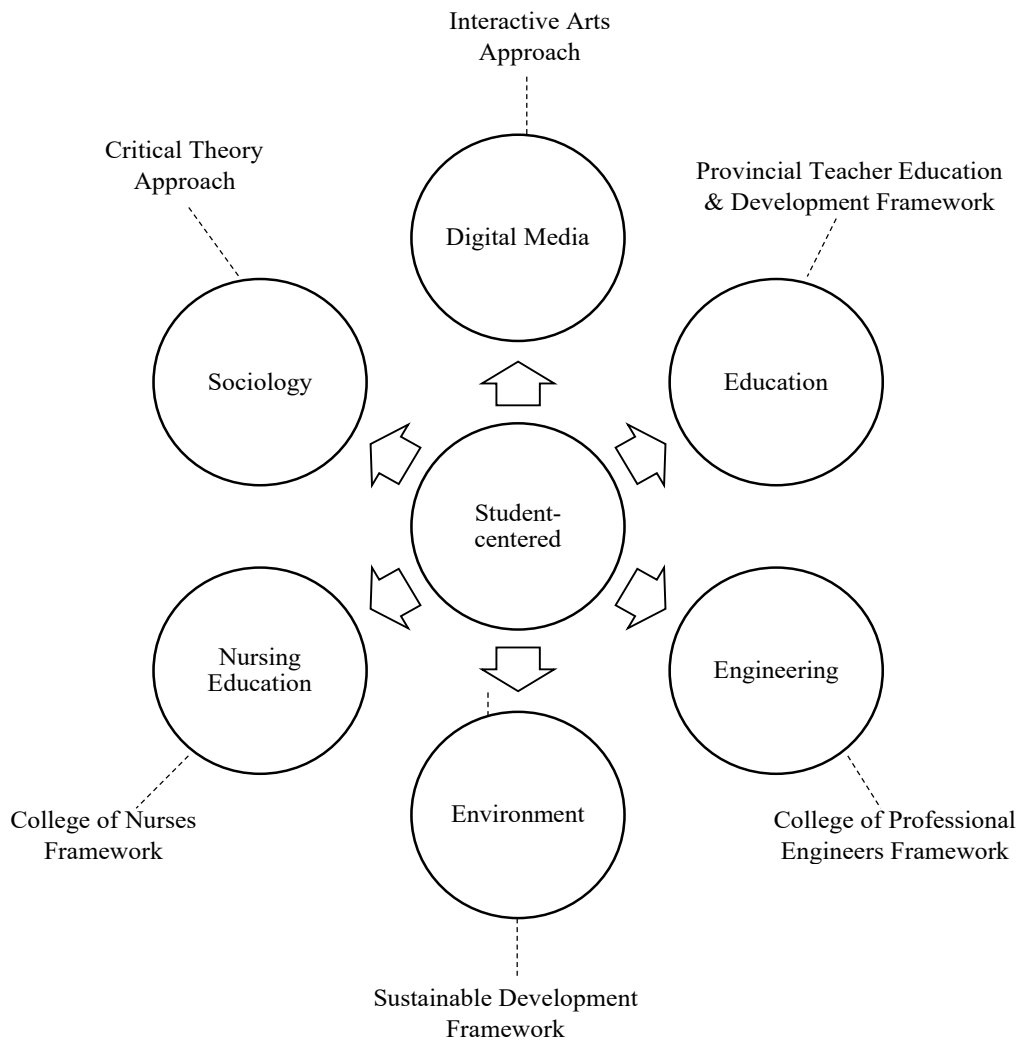 Interactive Arts
Approach
Critical Theory
Approach
Provincial Teacher Education
& Development Framework
Digital Media
Sociology
Education
Student-
centered
Nursing
Education
Engineering
Environment
College of Nurses
Framework
College of Professional
Engineers Framework
Sustainable Development
Framework